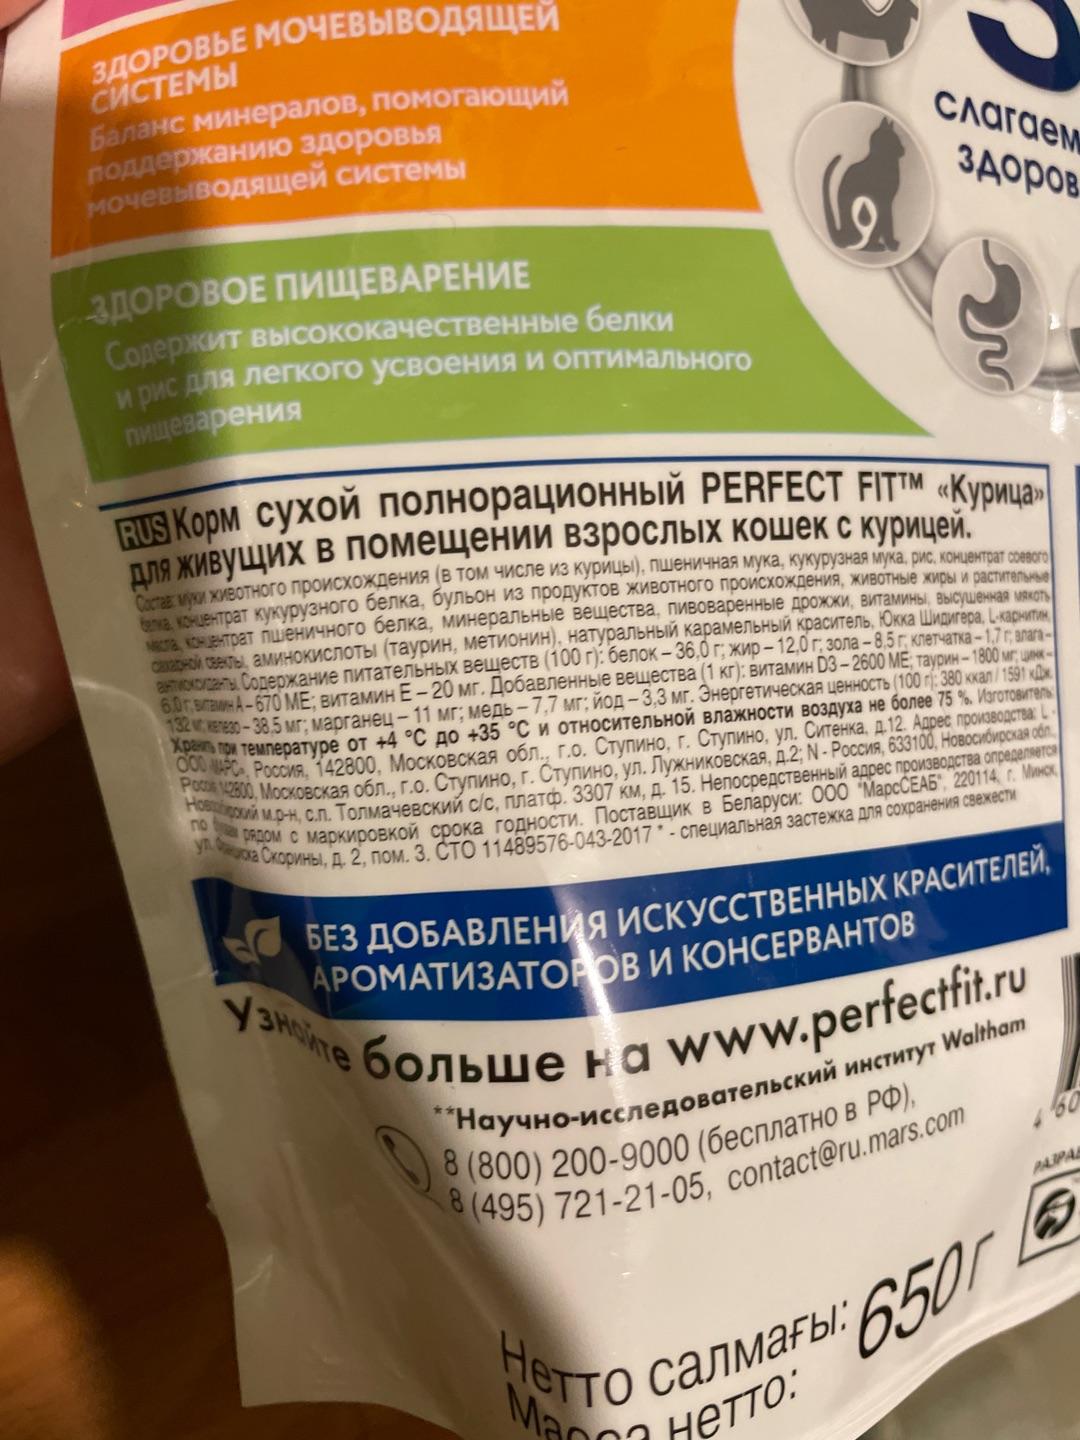 ЗДОРОВЬЕ МОЧЕВЫВОДЯЩЕЙ
СИСТЕМЫ
Баланс минералов, помогающий
поддержанию здоровья
мочевыводящей системы
5
слагаем
здоров
ЗДОРОВОЕ ПИЩЕВАРЕНИЕ
Содержит высококачественные белки
и рис для легкого усвоения и оптимального
пищеварения
RUS Корм сухой полнорационный PERFECT FIT™ «Курица»
для живущих в помещении взрослых кошек с курицей.
Состав: муки животного происхождения (в том числе из курицы), пшеничная мука, кукурузная мука, рис, концентрат соевого
белка, концентрат кукурузного белка, бульон из продуктов животного происхождения, животные жиры и растительные
масла, концентрат пшеничного белка, минеральные вещества, пивоваренные дрожжи, витамины, высушенная мякоть
сахарной свеклы, аминокислоты (таурин, метионин), натуральный карамельный краситель, Юкка Шидигера, L-карнитин,
антиоксиданты. Содержание питательных веществ (100 г): белок – 36,0 г; жир – 12,0 г; зола – 8,5 г; клетчатка – 1,7 г; влага –
6,0 г; витамин А – 670 МЕ; витамин Е – 20 мг. Добавленные вещества (1 кг): витамин D3 – 2600 МЕ; таурин – 1800 мг; цинк –
132 мг; железо – 38,5 мг; марганец – 11 мг; медь – 7,7 мг; йод – 3,3 мг. Энергетическая ценность (100 г): 380 ккал / 1591 кДж.
Хранить при температуре от +4 °C до +35 °C и относительной влажности воздуха не более 75 %. Изготовитель:
ООО «МАРС», Россия, 142800, Московская обл., г.о. Ступино, г. Ступино, ул. Ситенка, д.12. Адрес производства: L -
Россия, 142800, Московская обл., г.о. Ступино, г. Ступино, ул. Лужниковская, д.2; N - Россия, 633100, Новосибирская обл.,
Новосибирский м.р-н, с.п. Толмачевский с/с, платф. 3307 км, д. 15. Непосредственный адрес производства определяется
по буквам рядом с маркировкой срока годности. Поставщик в Беларуси: ООО "МарсСЕАБ", 220114, г. Минск,
ул. Франциска Скорины, д. 2, пом. 3. СТО 11489576-043-2017 * - специальная застежка для сохранения свежести
БЕЗ ДОБАВЛЕНИЯ ИСКУССТВЕННЫХ КРАСИТЕЛЕЙ,
АРОМАТИЗАТОРОВ И КОНСЕРВАНТОВ
Узнайте больше на www.perfectfit.ru
**Научно-исследовательский институт Waltham
8 (800) 200-9000 (бесплатно в РФ),
8 (495) 721-21-05, contact@ru.mars.com
4 60
РАЗРАБ
Нетто салмағы: 650 г
Масса нетто: